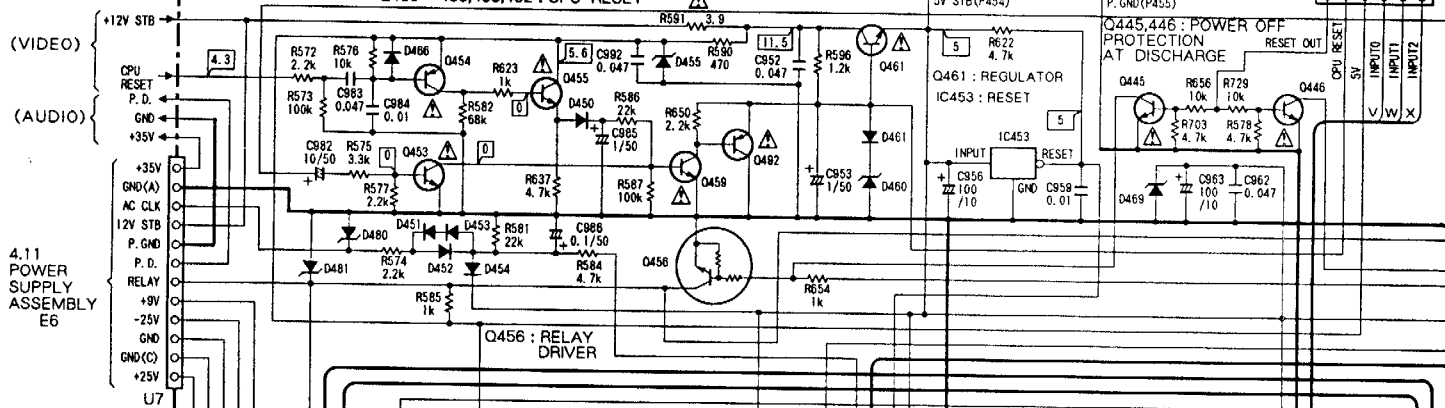 +12V STB
(VIDEO)
CPU
RESET
P. D.
(AUDIO)
GND
+35V
4.3
R572
2.2k
R576
10k
D466
R573
100k
C983
0.047
C984
0.01
Q454
R582
68k
R623
1k
0
Q455
5.6
C992
0.047
D455
R591
3.9
R590
470
11.5
C952
0.047
R596
1.2k
Q461
5V STB(P454)
5
R622
4.7k
Q461 : REGULATOR
IC453 : RESET
P. GND(P455)
Q445,446 : POWER OFF
PROTECTION
AT DISCHARGE
RESET OUT
CPU RESET
5V
INPUT0
INPUT1
INPUT2
V
W
X
Q445
R656
10k
R729
10k
Q446
R703
4.7k
R578
4.7k
C982
10/50
R575
3.3k
0
Q453
0
R577
2.2k
D450
C985
1/50
R586
22k
R587
100k
R637
4.7k
R650
2.2k
Q459
Q492
C953
1/50
D461
D460
IC453
INPUT
RESET
GND
5
C956
100
/10
C959
0.01
D469
C963
100
/10
C962
0.047
+35V
GND(A)
AC CLK
12V STB
P. GND
P. D.
RELAY
+9V
-25V
GND
GND(C)
+25V
U7
4.11
POWER
SUPPLY
ASSEMBLY
E6
D480
D481
D451
D453
R574
2.2k
D452
D454
R581
22k
C986
0.1/50
R584
4.7k
R585
1k
Q456
R654
1k
Q456 : RELAY
DRIVER